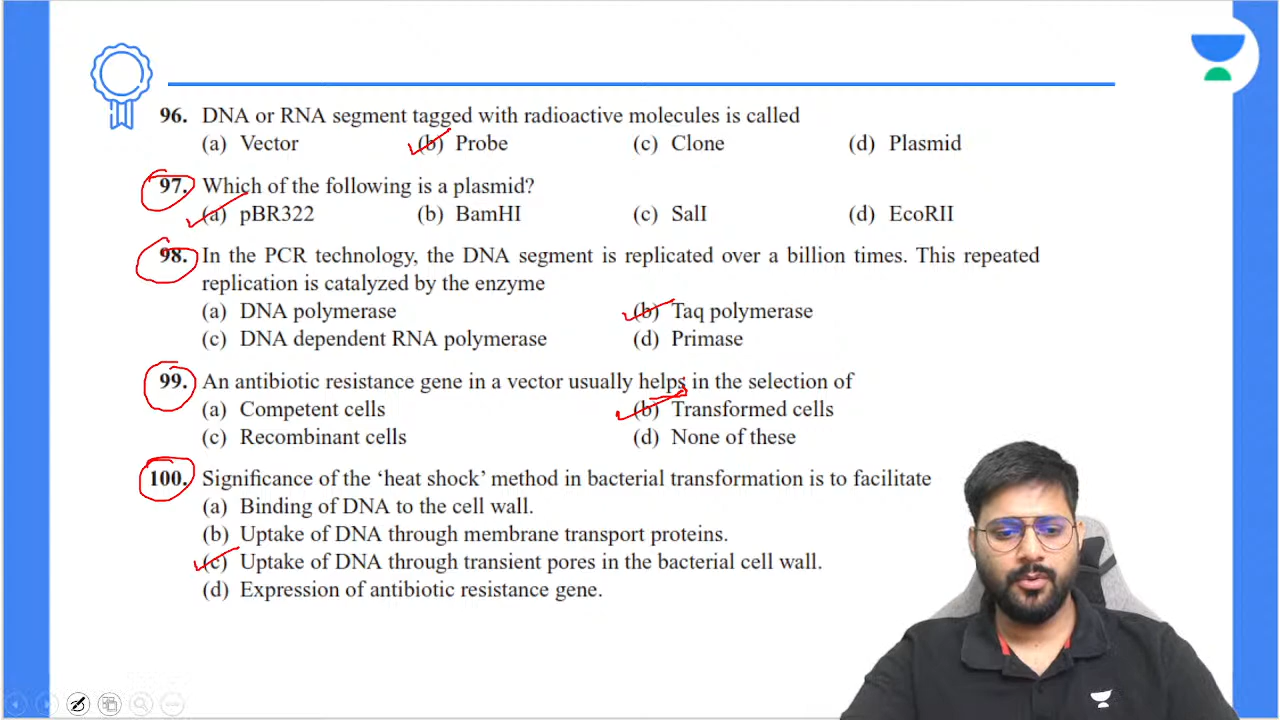 96. DNA or RNA segment tagged with radioactive molecules is called
(a) Vector (b) Probe (c) Clone (d) Plasmid
97. Which of the following is a plasmid?
(a) pBR322 (b) BamHI (c) SalI (d) EcoRII
98. In the PCR technology, the DNA segment is replicated over a billion times. This repeated
replication is catalyzed by the enzyme
(a) DNA polymerase (b) Taq polymerase
(c) DNA dependent RNA polymerase (d) Primase
99. An antibiotic resistance gene in a vector usually helps in the selection of
(a) Competent cells (b) Transformed cells
(c) Recombinant cells (d) None of these
100. Significance of the ‘heat shock’ method in bacterial transformation is to facilitate
(a) Binding of DNA to the cell wall.
(b) Uptake of DNA through membrane transport proteins.
(c) Uptake of DNA through transient pores in the bacterial cell wall.
(d) Expression of antibiotic resistance gene.